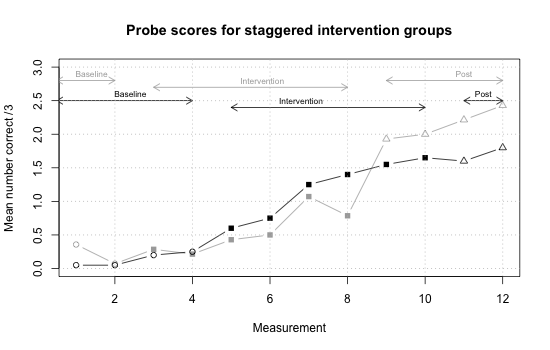 Probe scores for staggered intervention groups
Mean number correct /3
3.0
2.5
2.0
1.5
1.0
0.5
0.0
Baseline
Intervention
Post
Baseline
Intervention
Post
2
4
6
8
10
12
Measurement